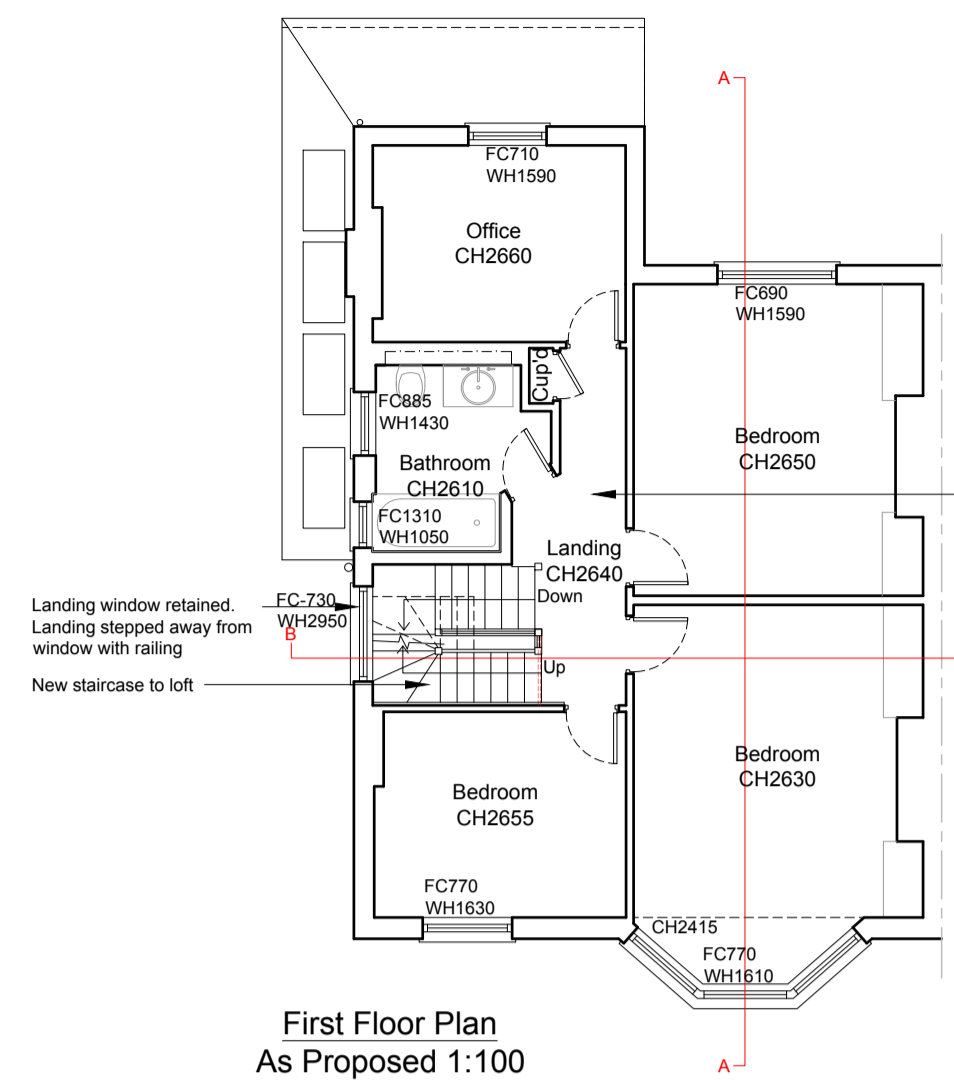 A
FC710
WH1590
Office
CH2660
FC690
WH1590
Cup'd
FC885
WH1430
Bathroom
CH2610
Bedroom
CH2650
FC1310
WH1050
Landing
CH2640
Down
Landing window retained.
Landing stepped away from
window with railing
FC-730
WH2950
B
Up
New staircase to loft
Bedroom
CH2655
Bedroom
CH2630
FC770
WH1630
CH2415
FC770
WH1610
First Floor Plan
As Proposed 1:100
A